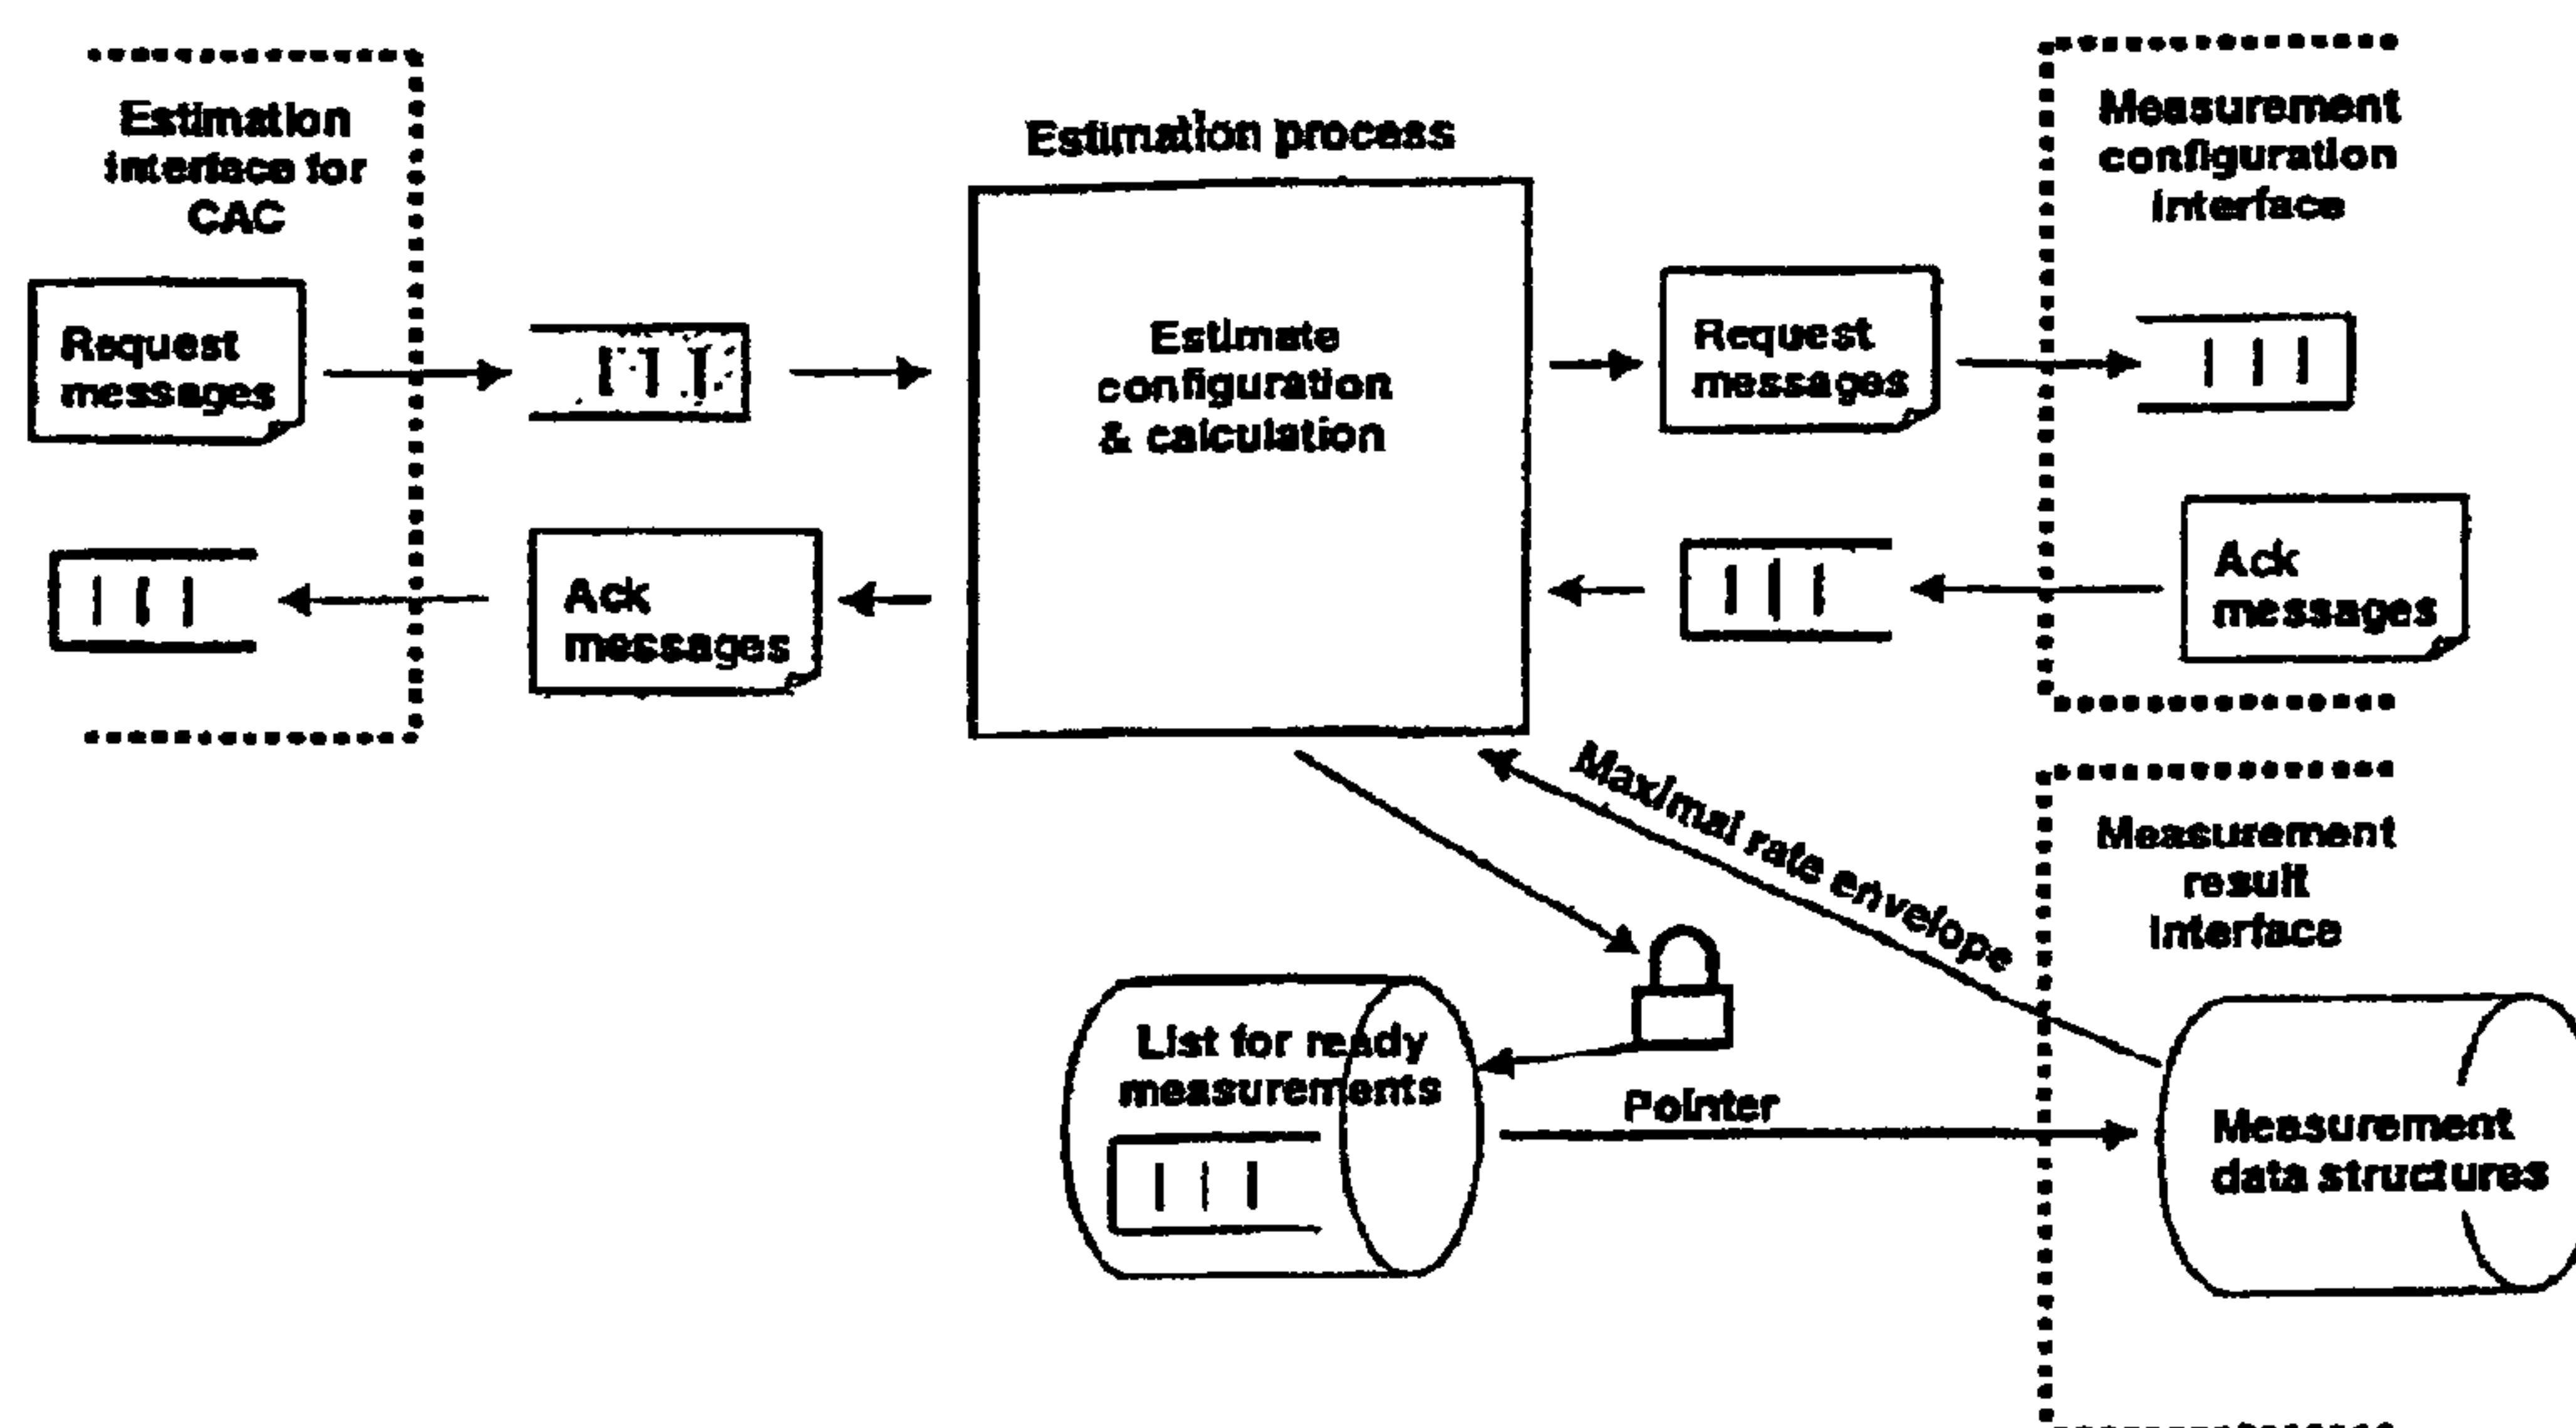 Estimation
interface for
CAC
Request
messages
Ack
messages
Estimation process
Estimate
configuration
& calculation
Request
messages
Measurement
configuration
interface
Ack
messages
Maximal rate envelope
Measurement
result
interface
List for ready
measurements
Pointer
Measurement
data structures